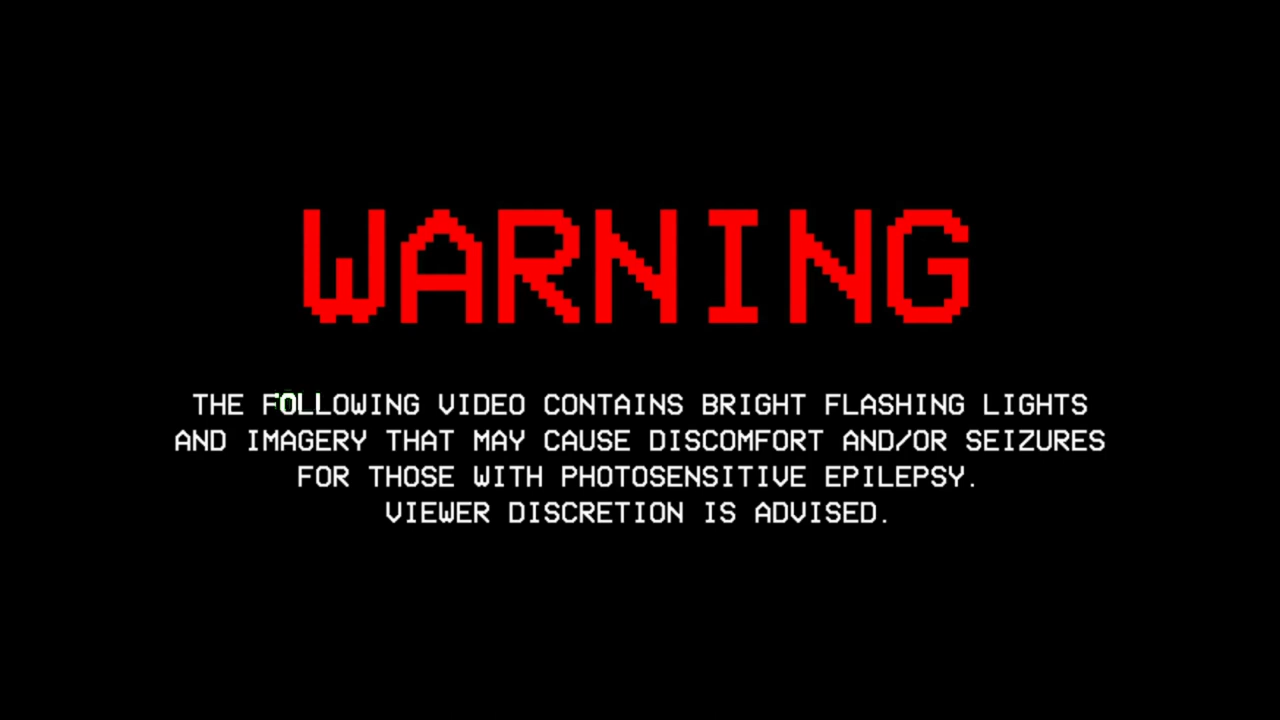 WARNING
THE FOLLOWING VIDEO CONTAINS BRIGHT FLASHING LIGHTS
AND IMAGERY THAT MAY CAUSE DISCOMFORT AND/OR SEIZURES
FOR THOSE WITH PHOTOSENSITIVE EPILEPSY.
VIEWER DISCRETION IS ADVISED.